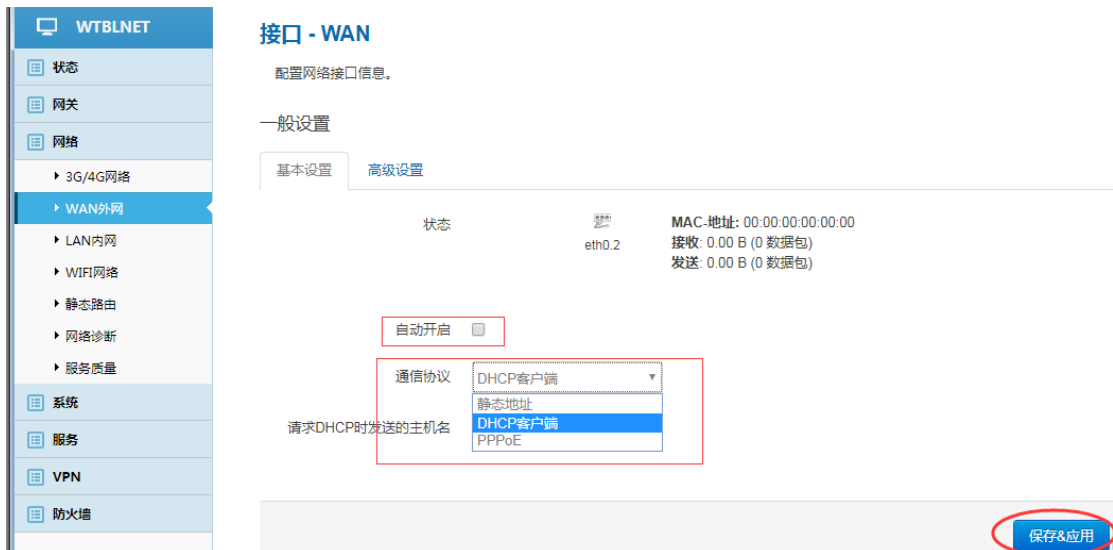 WTBLNET
状态
网关
网络
3G/4G网络
WAN外网
LAN内网
WIFI网络
静态路由
网络诊断
服务质量
系统
服务
VPN
防火墙
接口 - WAN
配置网络接口信息。
一般设置
基本设置 高级设置
状态
eth0.2
MAC-地址: 00:00:00:00:00:00
接收: 0.00 B (0 数据包)
发送: 0.00 B (0 数据包)
自动开启
通信协议 DHCP客户端
静态地址
请求DHCP时发送的主机名 DHCP客户端
PPPoE
保存&应用